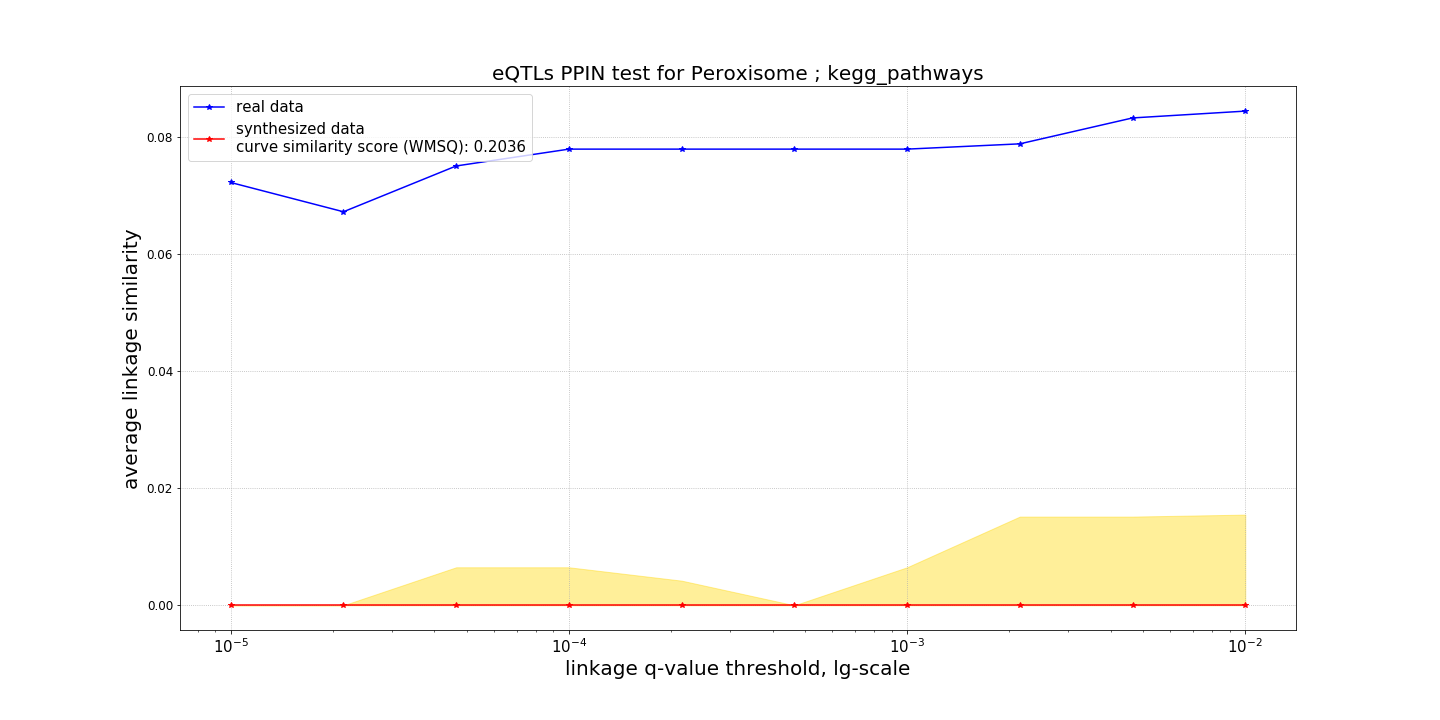 eQTLs PPIN test for Peroxisome ; kegg_pathways
real data
synthesized data
curve similarity score (WMSQ): 0.2036
average linkage similarity
0.08
0.06
0.04
0.02
0.00
10⁻⁵ 10⁻⁴ 10⁻³ 10⁻²
linkage q-value threshold, lg-scale